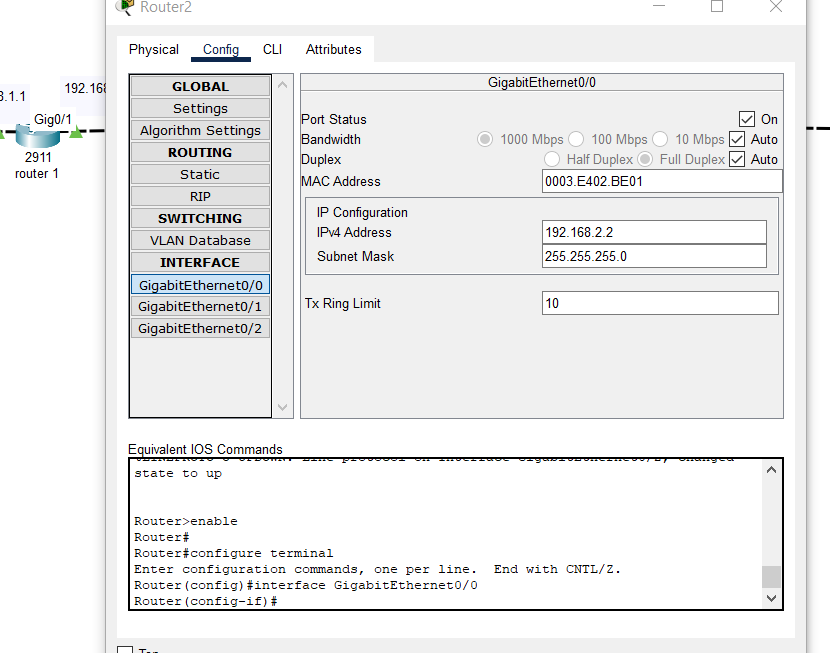 Router2
Physical Config CLI Attributes
GLOBAL
Settings
Algorithm Settings
ROUTING
Static
RIP
SWITCHING
VLAN Database
INTERFACE
GigabitEthernet0/0
GigabitEthernet0/1
GigabitEthernet0/2
GigabitEthernet0/0
Port Status On
Bandwidth 1000 Mbps 100 Mbps 10 Mbps Auto
Duplex Half Duplex Full Duplex Auto
MAC Address 0003.E402.BE01
IP Configuration
IPv4 Address 192.168.2.2
Subnet Mask 255.255.255.0
Tx Ring Limit 10
Equivalent IOS Commands
state to up
Router>enable
Router#
Router#configure terminal
Enter configuration commands, one per line. End with CNTL/Z.
Router(config)#interface GigabitEthernet0/0
Router(config-if)#
.1.1
192.168
Gig0/1
2911
router 1